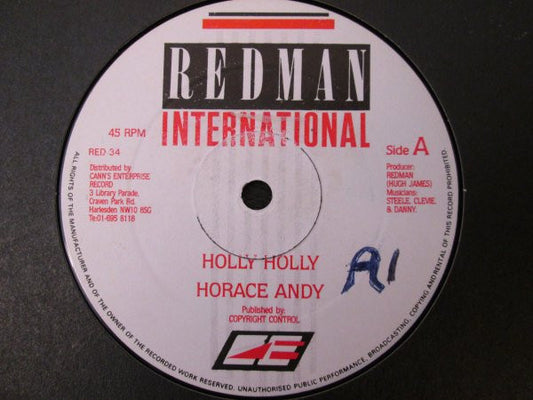 REDMAN
INTERNATIONAL
45 RPM
RED 34
Distributed by
CANN'S ENTERPRISE
RECORD
3 Library Parade,
Craven Park Rd.
Harlesden NW10 8SG
Te:01-695 8118
Side A
Producer:
REDMAN
(HUGH JAMES)
Musicians:
STEELE, CLEVIE,
& DANNY.
HOLLY HOLLY
HORACE ANDY
A1
Published by:
COPYRIGHT CONTROL
CE
ALL RIGHTS OF THE MANUFACTURER AND OF THE OWNER OF THE RECORDED WORK RESERVED. UNAUTHORISED PUBLIC PERFORMANCE, BROADCASTING, COPYING AND RENTAL OF THIS RECORD PROHIBITED.